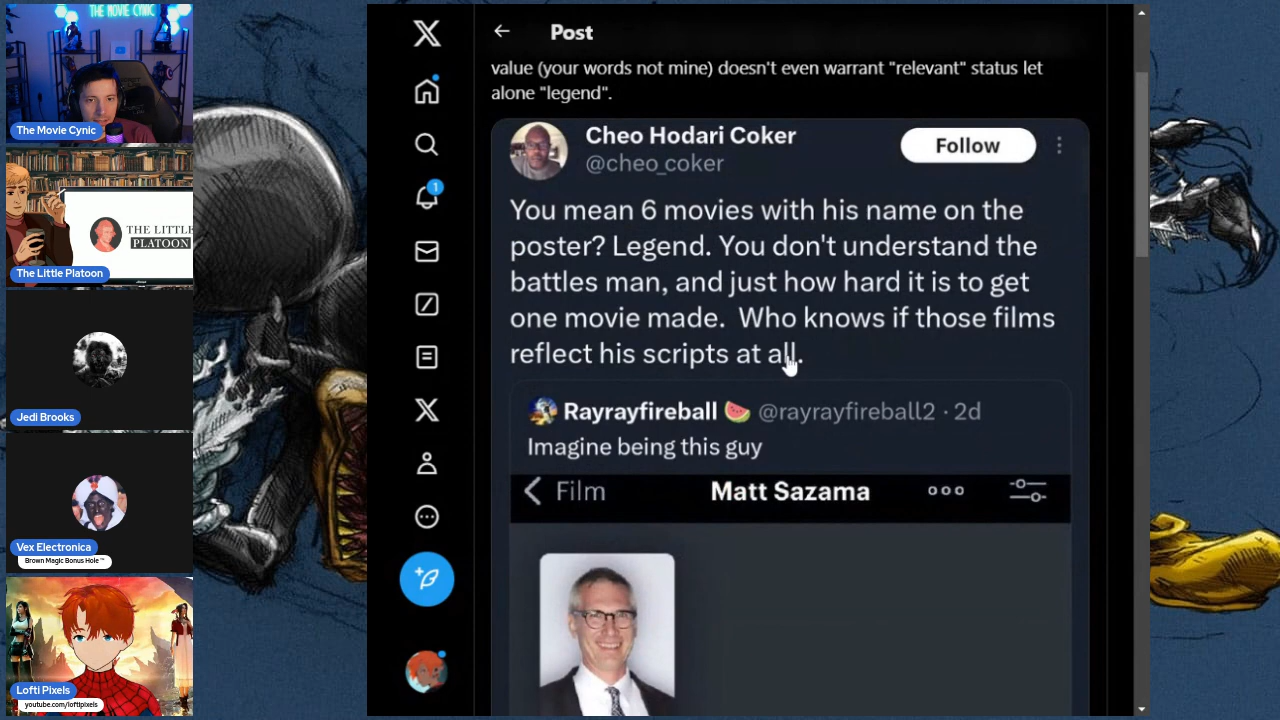 THE MOVIE CYNIC
The Movie Cynic
THE LITTLE
PLATOON
The Little Platoon
Jedi Brooks
Vex Electronica
Brown Magic Bonus Hole ™
Lofti Pixels
youtube.com/loftipixels
Post
value (your words not mine) doesn't even warrant "relevant" status let
alone "legend".
Cheo Hodari Coker
@cheo_coker
Follow
You mean 6 movies with his name on the
poster? Legend. You don't understand the
battles man, and just how hard it is to get
one movie made.  Who knows if those films
reflect his scripts at all.
Rayrayfireball 🍉 @rayrayfireball2 · 2d
Imagine being this guy
Film Matt Sazama
1